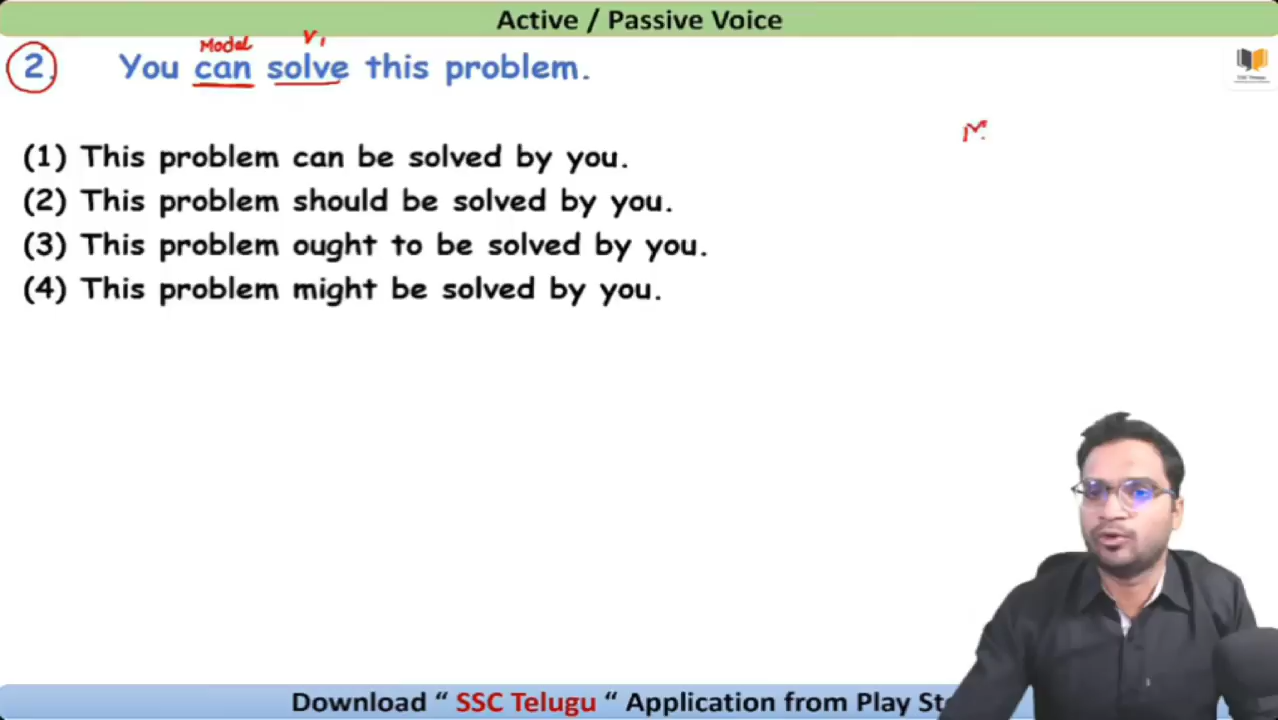 Active / Passive Voice
Model V1
2. You can solve this problem.
M
(1) This problem can be solved by you.
(2) This problem should be solved by you.
(3) This problem ought to be solved by you.
(4) This problem might be solved by you.
Download “ SSC Telugu “ Application from Play